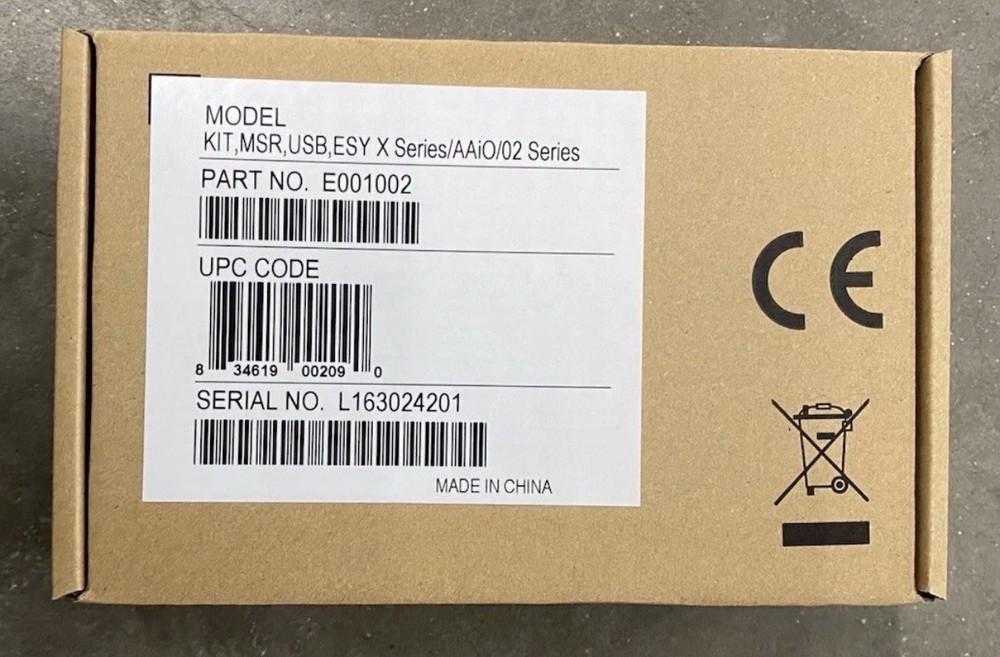 MODEL
KIT,MSR,USB,ESY X Series/AAiO/02 Series
PART NO. E001002
UPC CODE
8 34619 00209 0
SERIAL NO. L163024201
MADE IN CHINA
CE